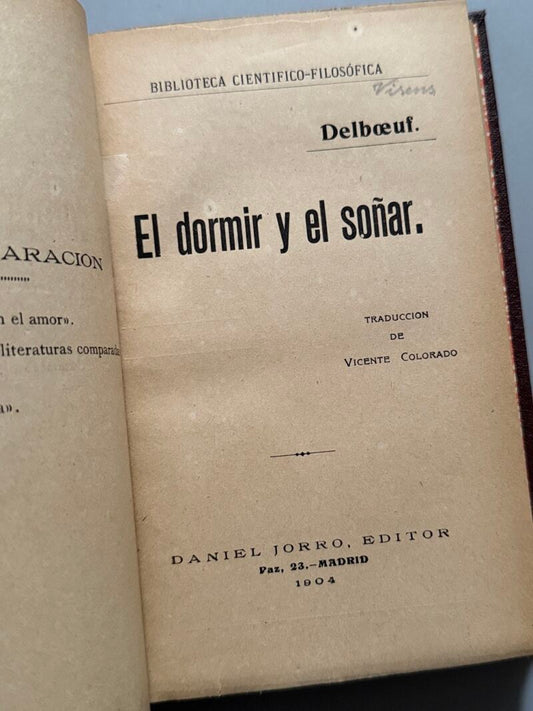 ARACION
n el amor».
literaturas comparadas
a».
BIBLIOTECA CIENTIFICO-FILOSÓFICA
Virens
Delbœuf.
El dormir y el soñar.
TRADUCCION
DE
VICENTE COLORADO
DANIEL JORRO, EDITOR
Paz, 23.—MADRID
1904